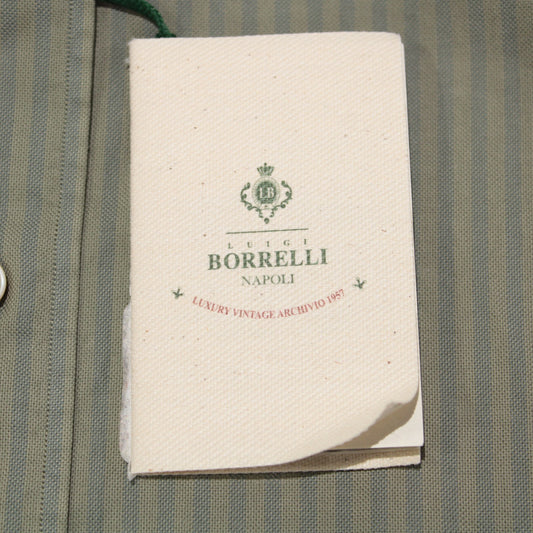 LB
LUIGI
BORRELLI
NAPOLI
LUXURY VINTAGE ARCHIVIO 1957